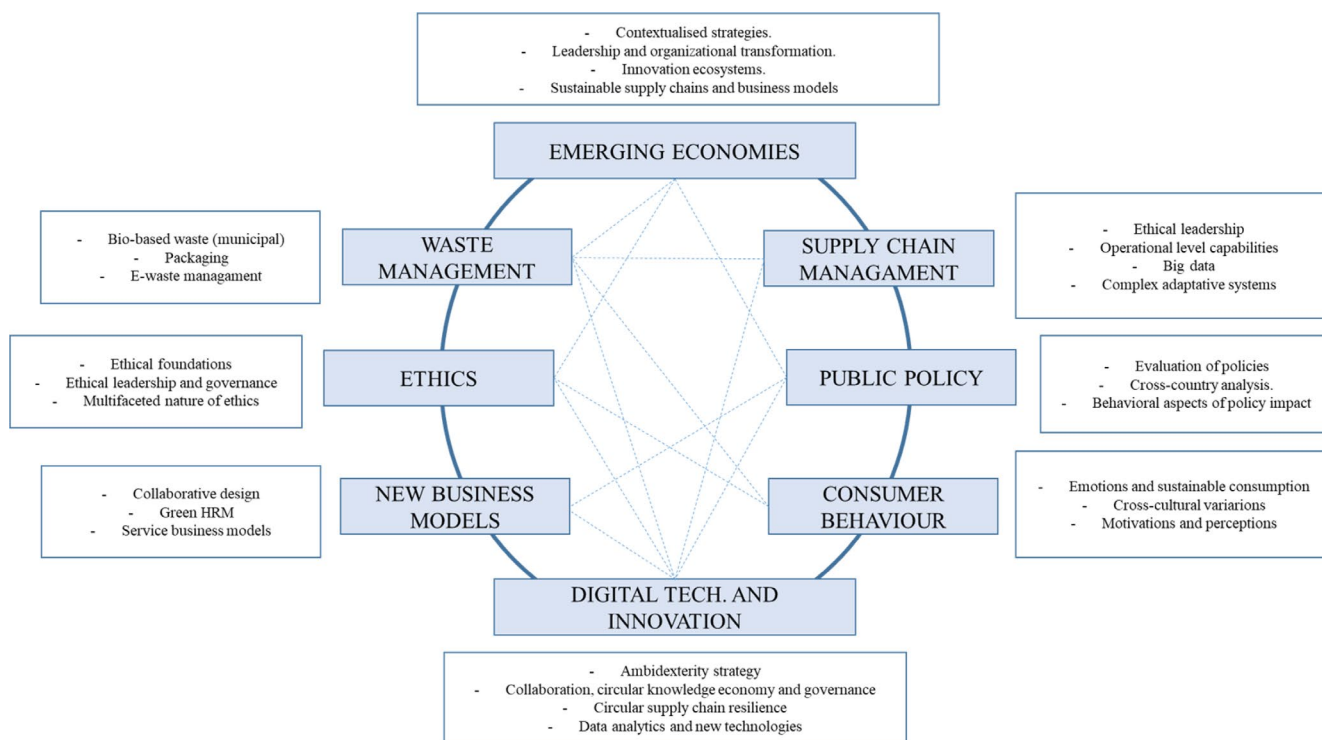 - Contextualised strategies.
- Leadership and organizational transformation.
- Innovation ecosystems.
- Sustainable supply chains and business models
EMERGING ECONOMIES
- Bio-based waste (municipal)
- Packaging
- E-waste managament
WASTE
MANAGEMENT
SUPPLY CHAIN
MANAGAMENT
- Ethical leadership
- Operational level capabilities
- Big data
- Complex adaptative systems
- Ethical foundations
- Ethical leadership and governance
- Multifaceted nature of ethics
ETHICS
PUBLIC POLICY
- Evaluation of policies
- Cross-country analysis.
- Behavioral aspects of policy impact
- Collaborative design
- Green HRM
- Service business models
NEW BUSINESS
MODELS
CONSUMER
BEHAVIOUR
- Emotions and sustainable consumption
- Cross-cultural variarions
- Motivations and perceptions
DIGITAL TECH. AND
INNOVATION
- Ambidexterity strategy
- Collaboration, circular knowledge economy and governance
- Circular supply chain resilience
- Data analytics and new technologies